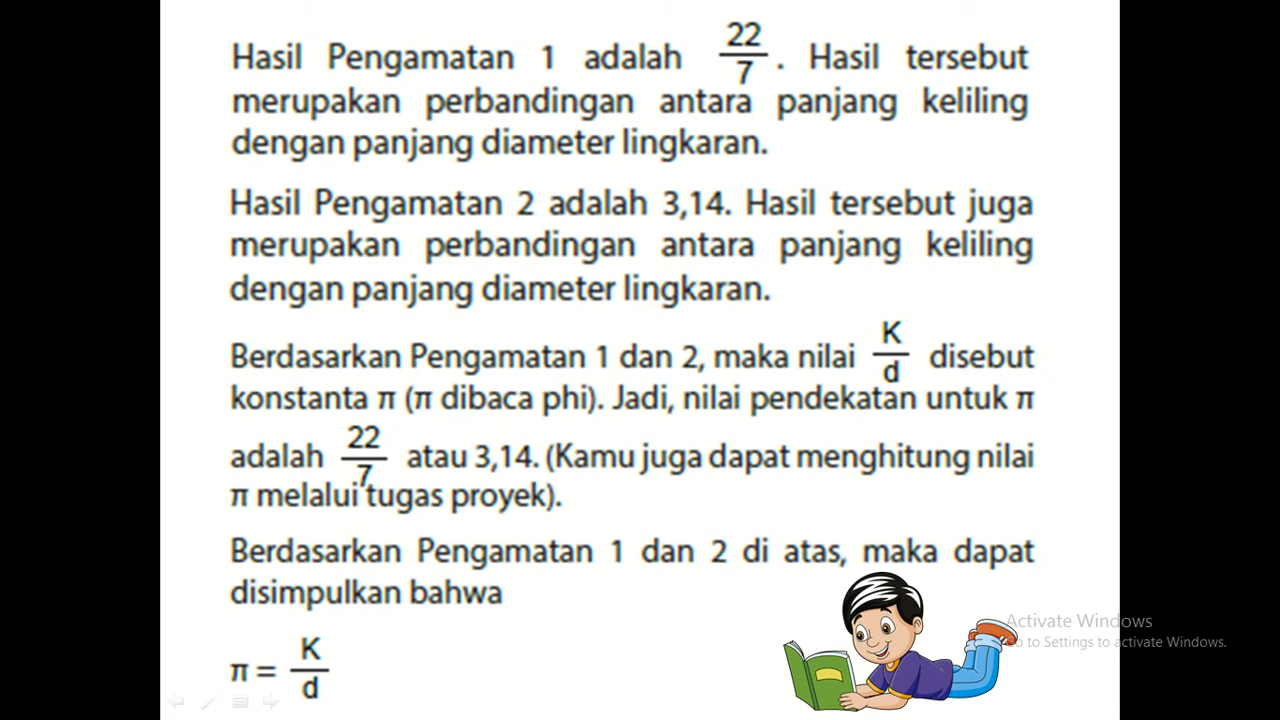 Hasil Pengamatan 1 adalah 22/7. Hasil tersebut
merupakan perbandingan antara panjang keliling
dengan panjang diameter lingkaran.
Hasil Pengamatan 2 adalah 3,14. Hasil tersebut juga
merupakan perbandingan antara panjang keliling
dengan panjang diameter lingkaran.
Berdasarkan Pengamatan 1 dan 2, maka nilai K/d disebut
konstanta π (π dibaca phi). Jadi, nilai pendekatan untuk π
adalah 22/7 atau 3,14. (Kamu juga dapat menghitung nilai
π melalui tugas proyek).
Berdasarkan Pengamatan 1 dan 2 di atas, maka dapat
disimpulkan bahwa
π = K/d
Activate Windows
Go to Settings to activate Windows.